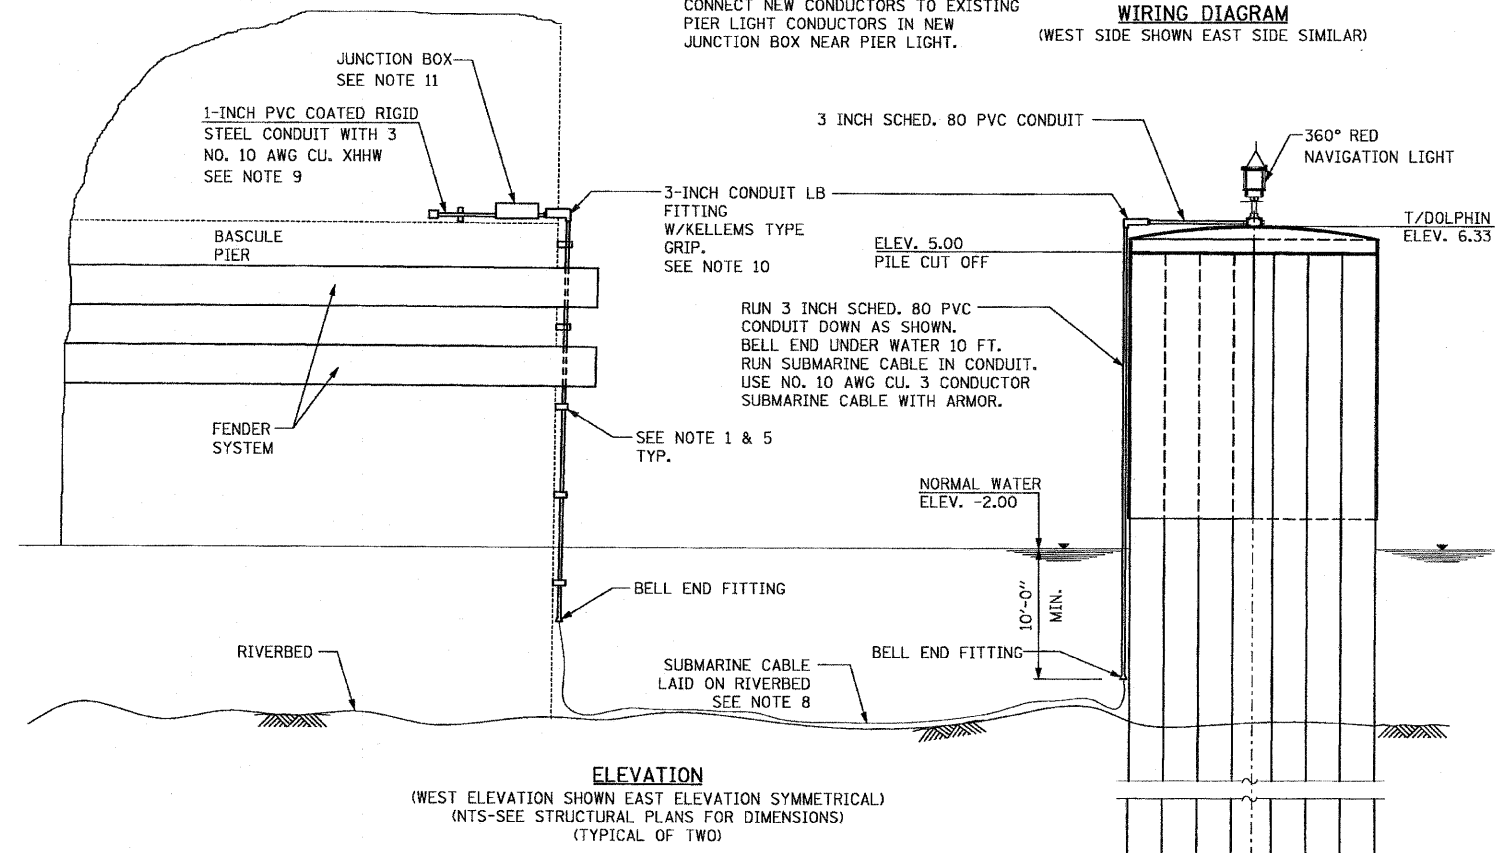 CONNECT NEW CONDUCTORS TO EXISTING
PIER LIGHT CONDUCTORS IN NEW
JUNCTION BOX NEAR PIER LIGHT.
WIRING DIAGRAM
(WEST SIDE SHOWN EAST SIDE SIMILAR)
JUNCTION BOX
SEE NOTE 11
1-INCH PVC COATED RIGID
STEEL CONDUIT WITH 3
NO. 10 AWG CU. XHHW
SEE NOTE 9
3 INCH SCHED. 80 PVC CONDUIT
360° RED
NAVIGATION LIGHT
3-INCH CONDUIT LB
FITTING
W/KELLEMS TYPE
GRIP.
SEE NOTE 10
T/DOLPHIN
ELEV. 6.33
BASCULE
PIER
ELEV. 5.00
PILE CUT OFF
RUN 3 INCH SCHED. 80 PVC
CONDUIT DOWN AS SHOWN.
BELL END UNDER WATER 10 FT.
RUN SUBMARINE CABLE IN CONDUIT.
USE NO. 10 AWG CU. 3 CONDUCTOR
SUBMARINE CABLE WITH ARMOR.
FENDER
SYSTEM
SEE NOTE 1 & 5
TYP.
NORMAL WATER
ELEV. -2.00
BELL END FITTING
10'-0"
MIN.
RIVERBED
SUBMARINE CABLE
LAID ON RIVERBED
SEE NOTE 8
BELL END FITTING
ELEVATION
(WEST ELEVATION SHOWN EAST ELEVATION SYMMETRICAL)
(NTS-SEE STRUCTURAL PLANS FOR DIMENSIONS)
(TYPICAL OF TWO)